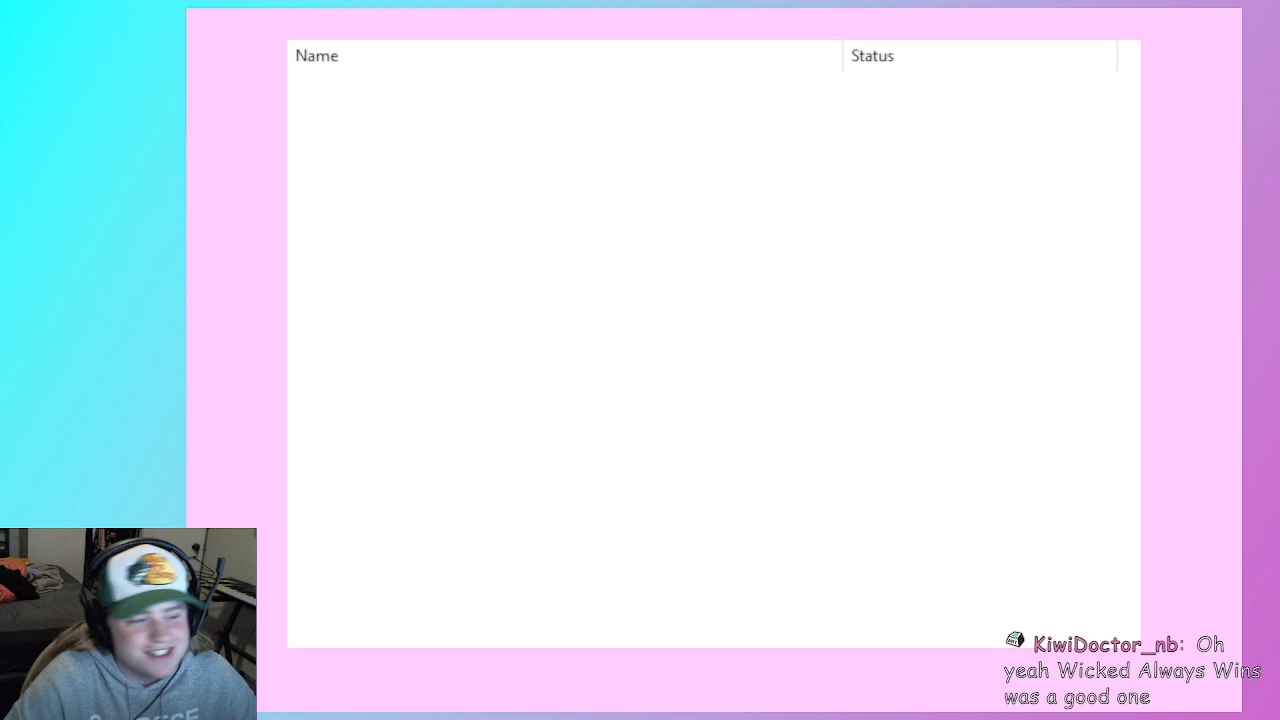 Name
Status
KiwiDoctor_nb: Oh
yeah Wicked Always Wins
was a good one